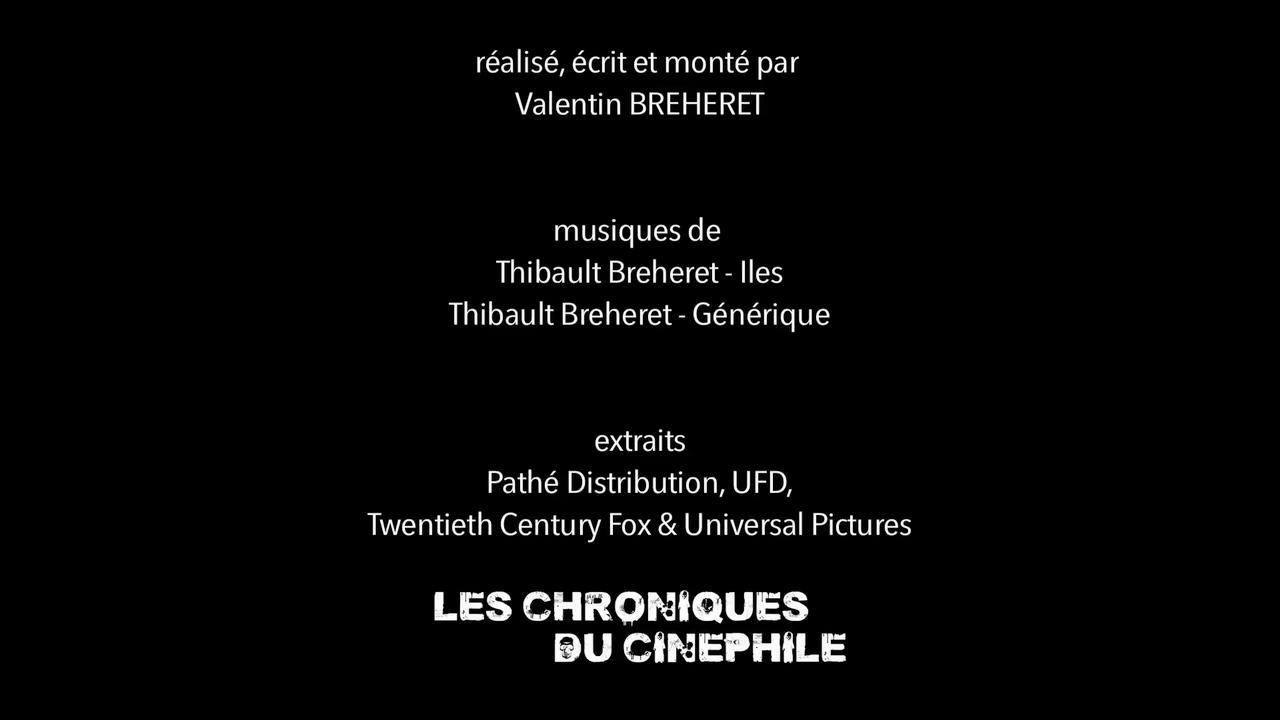 réalisé, écrit et monté par
Valentin BREHERET
musiques de
Thibault Breheret - Iles
Thibault Breheret - Générique
extraits
Pathé Distribution, UFD,
Twentieth Century Fox & Universal Pictures
LES CHRONIQUES
DU CINEPHILE